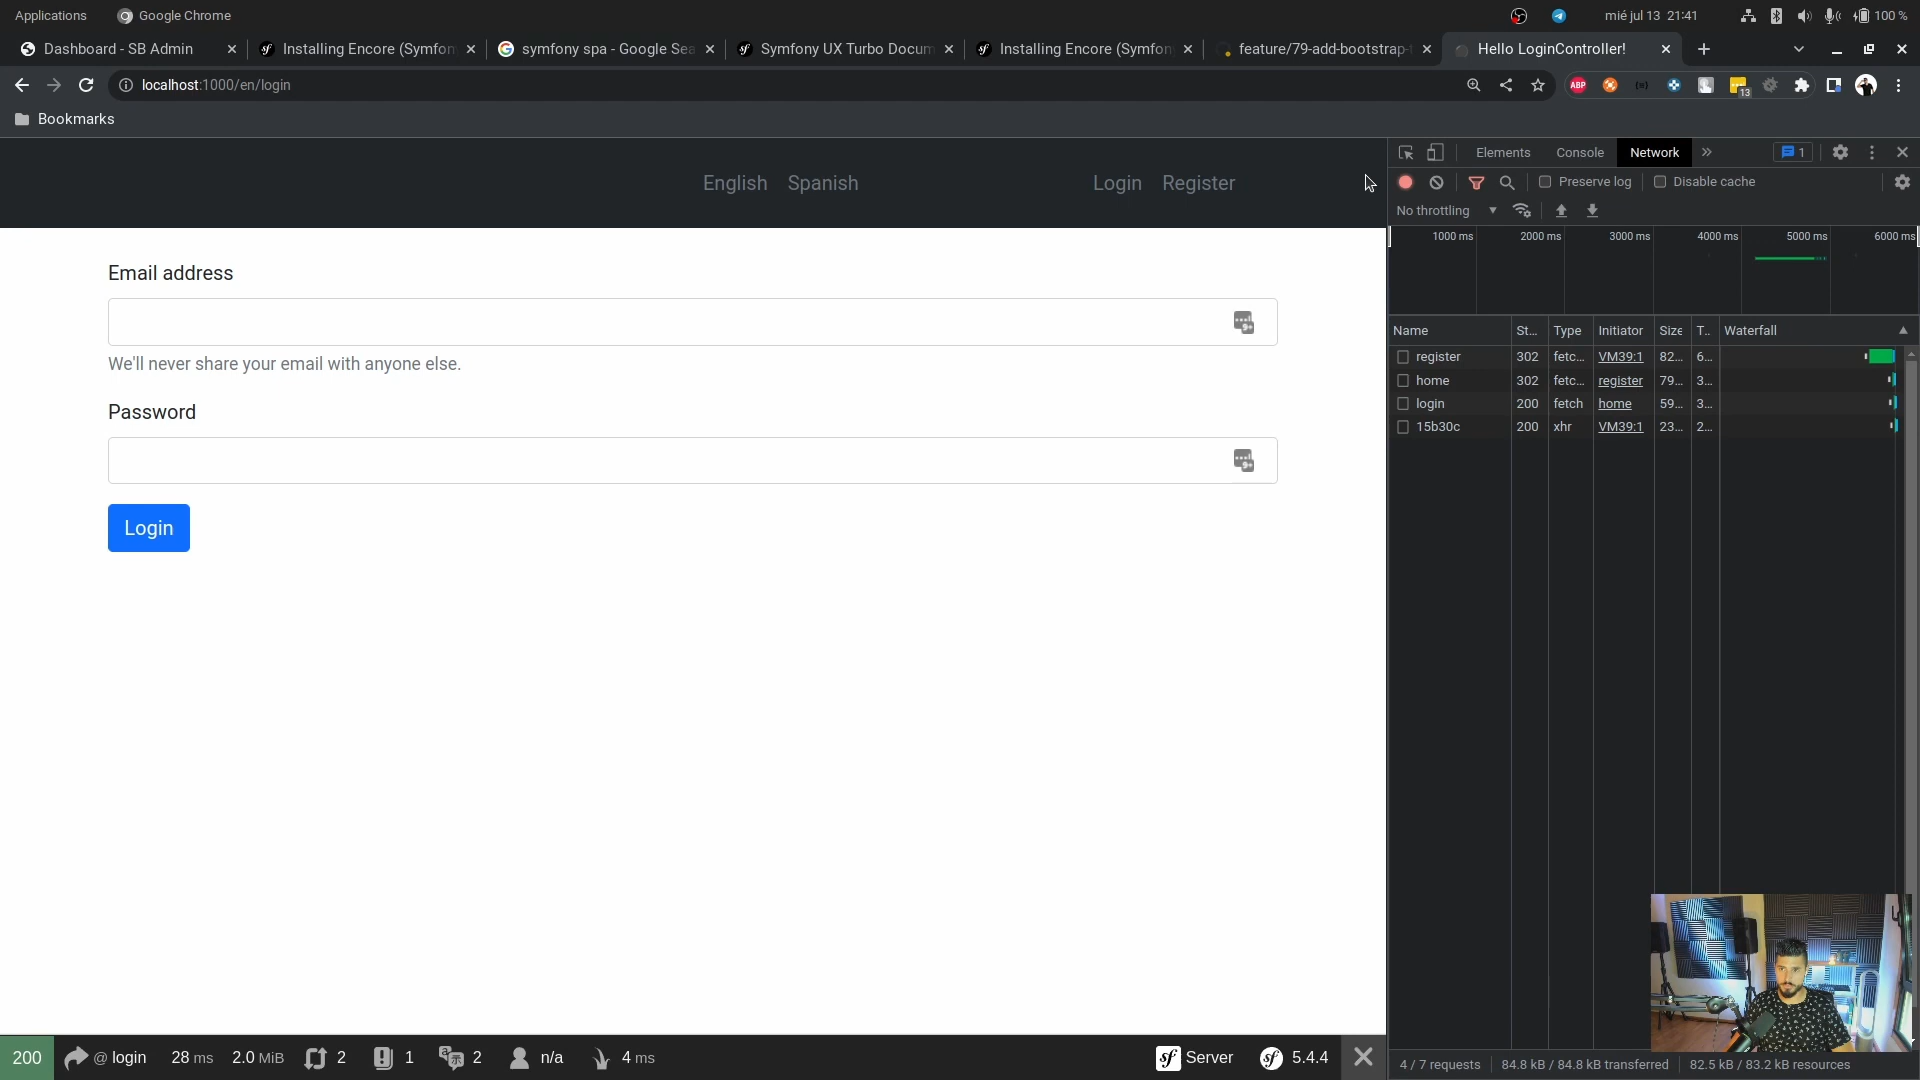 Applications Google Chrome mié jul 13 21:41 100 %
Dashboard - SB Admin Installing Encore (Symfon symfony spa - Google Sea Symfony UX Turbo Docum Installing Encore (Symfon feature/79-add-bootstrap-t Hello LoginController!
localhost:1000/en/login ABP 13
Bookmarks
English Spanish Login Register
Email address
We'll never share your email with anyone else.
Password
Login
200 @ login 28 ms 2.0 MiB 2 1 2 n/a 4 ms Server 5.4.4
Elements Console Network 1
Preserve log Disable cache
No throttling
1000 ms 2000 ms 3000 ms 4000 ms 5000 ms 6000 ms
Name St... Type Initiator Size T.. Waterfall
register 302 fetc... VM39:1 82... 6...
home 302 fetc... register 79... 3...
login 200 fetch home 59... 3...
15b30c 200 xhr VM39:1 23... 2...
4 / 7 requests 84.8 kB / 84.8 kB transferred 82.5 kB / 83.2 kB resources